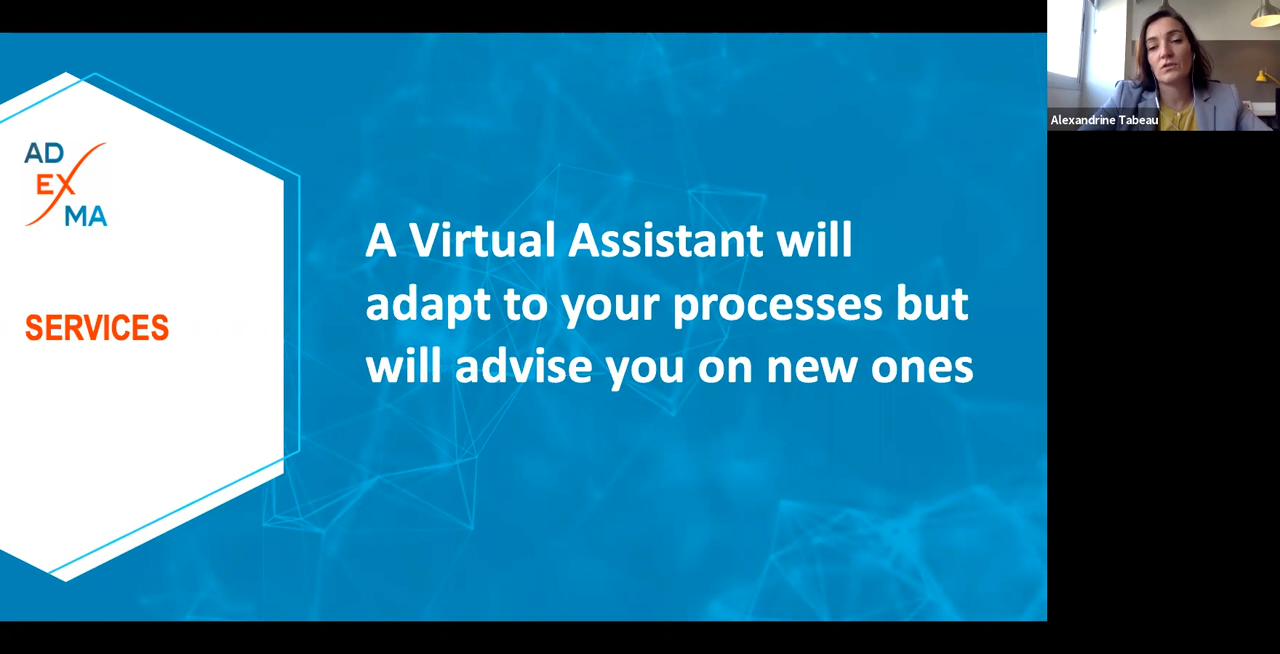 AD
EX
MA
SERVICES
A Virtual Assistant will
adapt to your processes but
will advise you on new ones
Alexandrine Tabeau